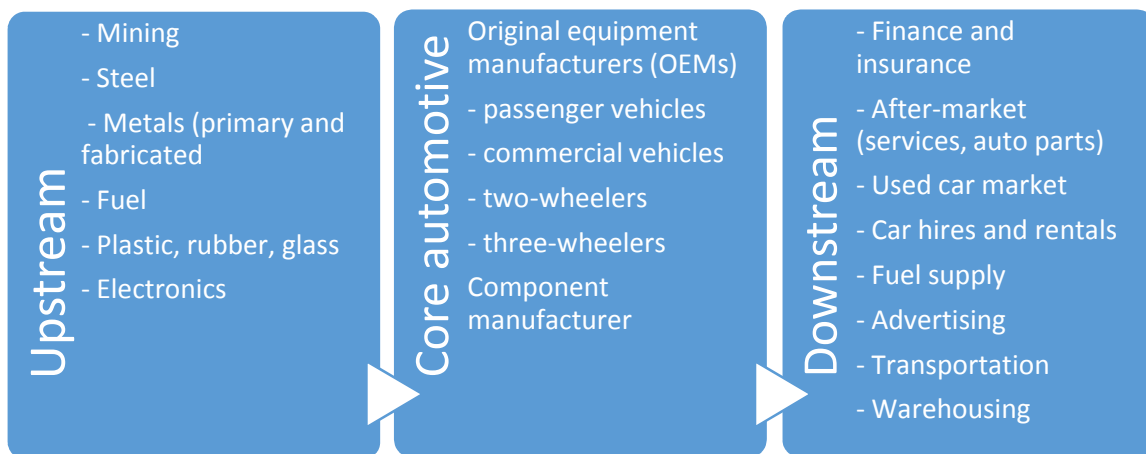 Upstream
- Mining
- Steel
- Metals (primary and
fabricated
- Fuel
- Plastic, rubber, glass
- Electronics
Core automotive
Original equipment
manufacturers (OEMs)
- passenger vehicles
- commercial vehicles
- two-wheelers
- three-wheelers
Component
manufacturer
Downstream
- Finance and
insurance
- After-market
(services, auto parts)
- Used car market
- Car hires and rentals
- Fuel supply
- Advertising
- Transportation
- Warehousing